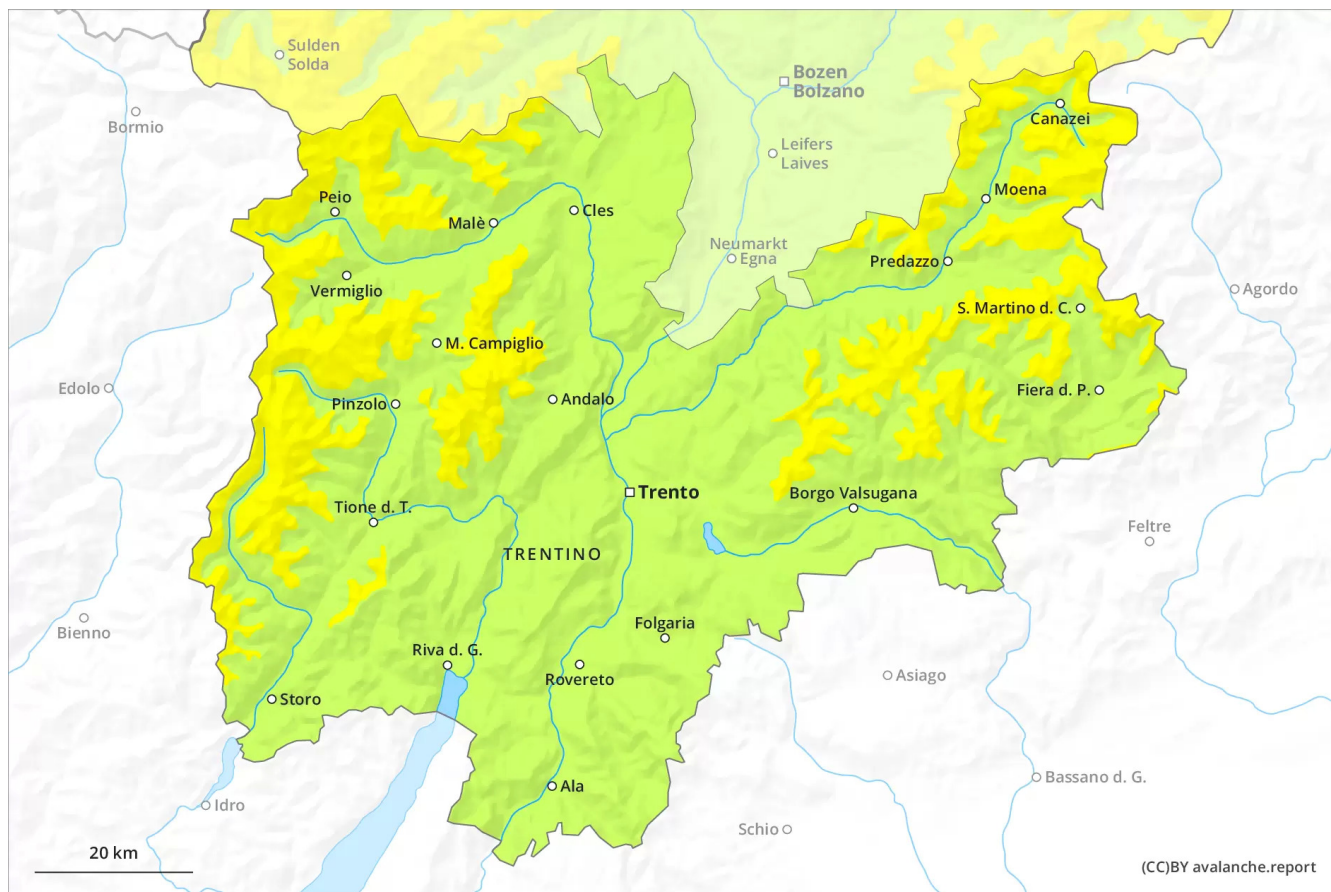 Sulden
Solda
Bozen
Bolzano
Bormio
Canazei
Leifers
Laives
Peio
Moena
Malè
Cles
Neumarkt
Egna
Predazzo
Vermiglio
Agordo
S. Martino d. C.
M. Campiglio
Edolo
Pinzolo
Andalo
Fiera d. P.
Trento
Borgo Valsugana
Tione d. T.
Feltre
TRENTINO
Bienno
Folgaria
Riva d. G.
Rovereto
Asiago
Storo
Bassano d. G.
Ala
Idro
Schio
20 km
(CC)BY avalanche.report